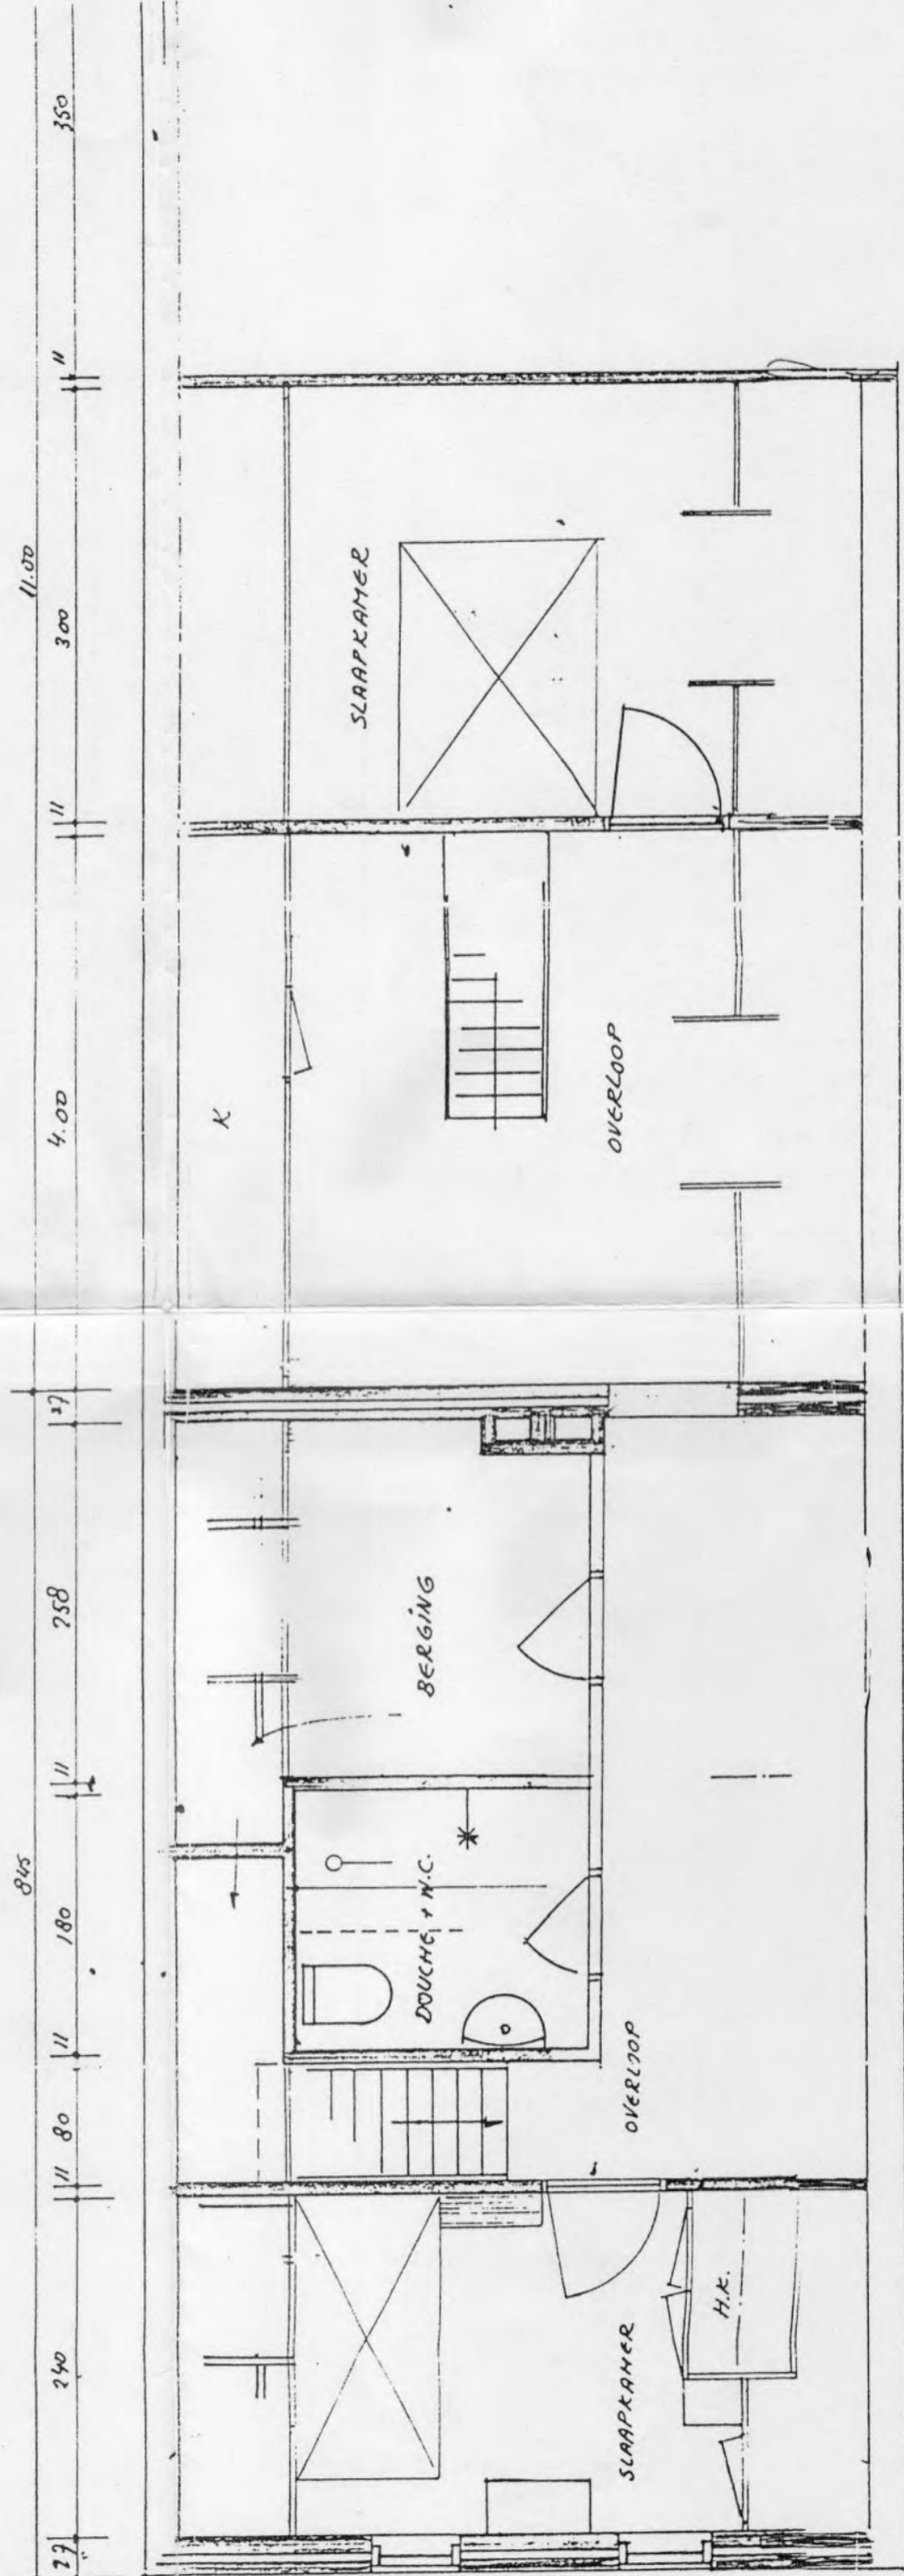 845
11.00
27
240
11
80
11
180
11
258
27
4.00
11
300
11
350
SLAAPKAMER
K
BERGING
DOUCHE + W.C.
OVERLOOP
OVERLOOP
SLAAPKAMER
H.K.